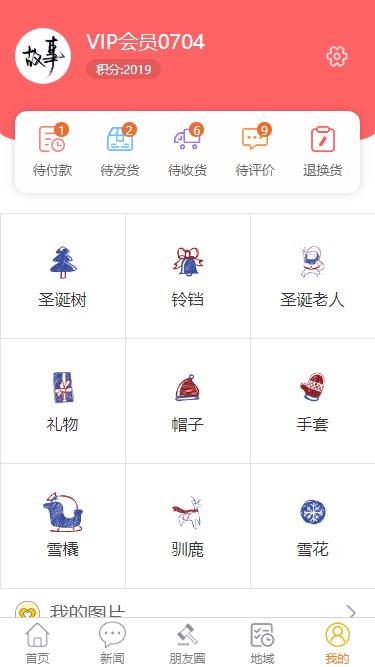 故事
VIP会员0704
积分:2019
1
2
6
9
待付款
待发货
待收货
待评价
退换货
圣诞树
铃铛
圣诞老人
礼物
帽子
手套
雪橇
驯鹿
雪花
我的图片
首页
新闻
朋友圈
地域
我的